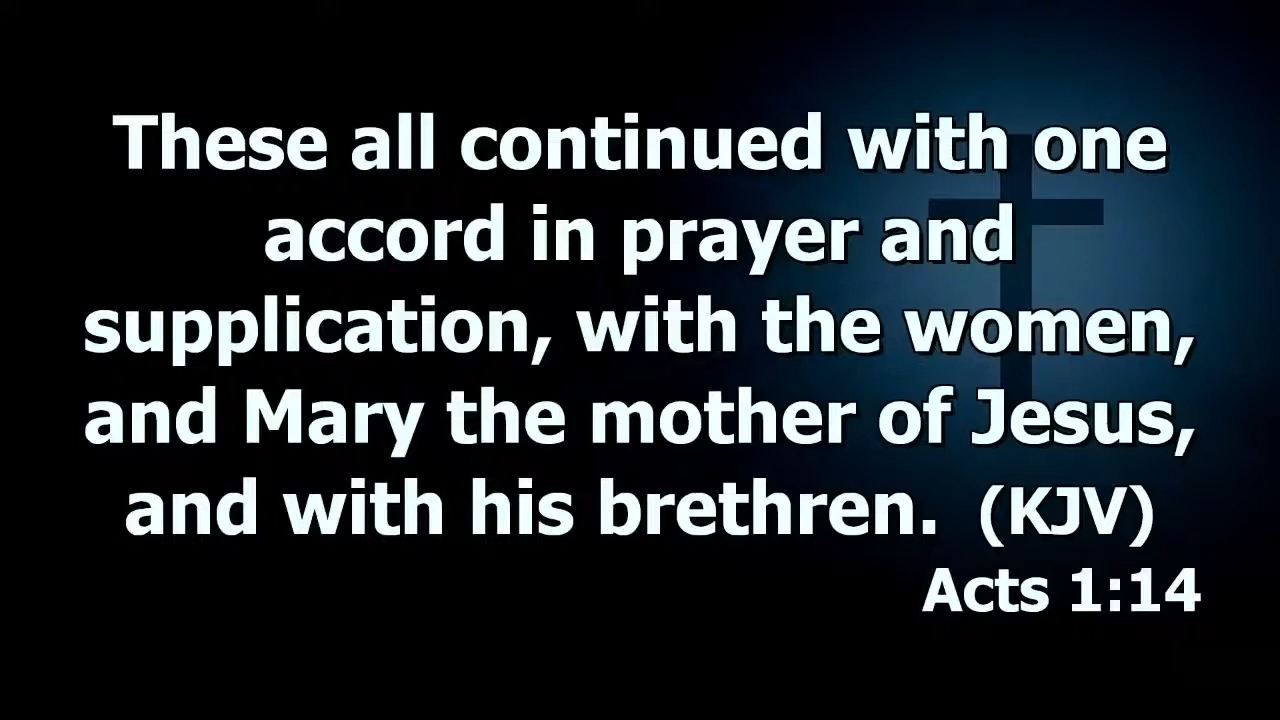 These all continued with one
accord in prayer and
supplication, with the women,
and Mary the mother of Jesus,
and with his brethren. (KJV)
Acts 1:14